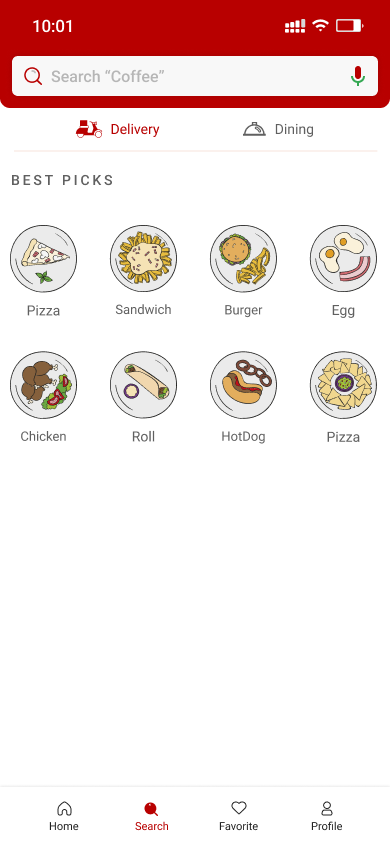 10:01
Search “Coffee”
Delivery
Dining
BEST PICKS
Pizza
Sandwich
Burger
Egg
Chicken
Roll
HotDog
Pizza
Home
Search
Favorite
Profile